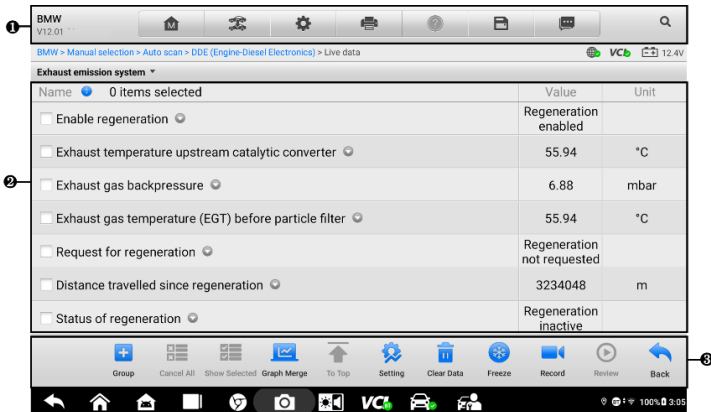 ❶
BMW
V12.01
M
?
BMW > Manual selection > Auto scan > DDE (Engine-Diesel Electronics) > Live data
VCI
12.4V
Exhaust emission system
❷
Name 0 items selected Value Unit
Enable regeneration Regeneration
enabled
Exhaust temperature upstream catalytic converter 55.94 °C
Exhaust gas backpressure 6.88 mbar
Exhaust gas temperature (EGT) before particle filter 55.94 °C
Request for regeneration Regeneration
not requested
Distance travelled since regeneration 3234048 m
Status of regeneration Regeneration
inactive
❸
Group Cancel All Show Selected Graph Merge To Top Setting Clear Data Freeze Record Review Back
VCI 100% 3:05